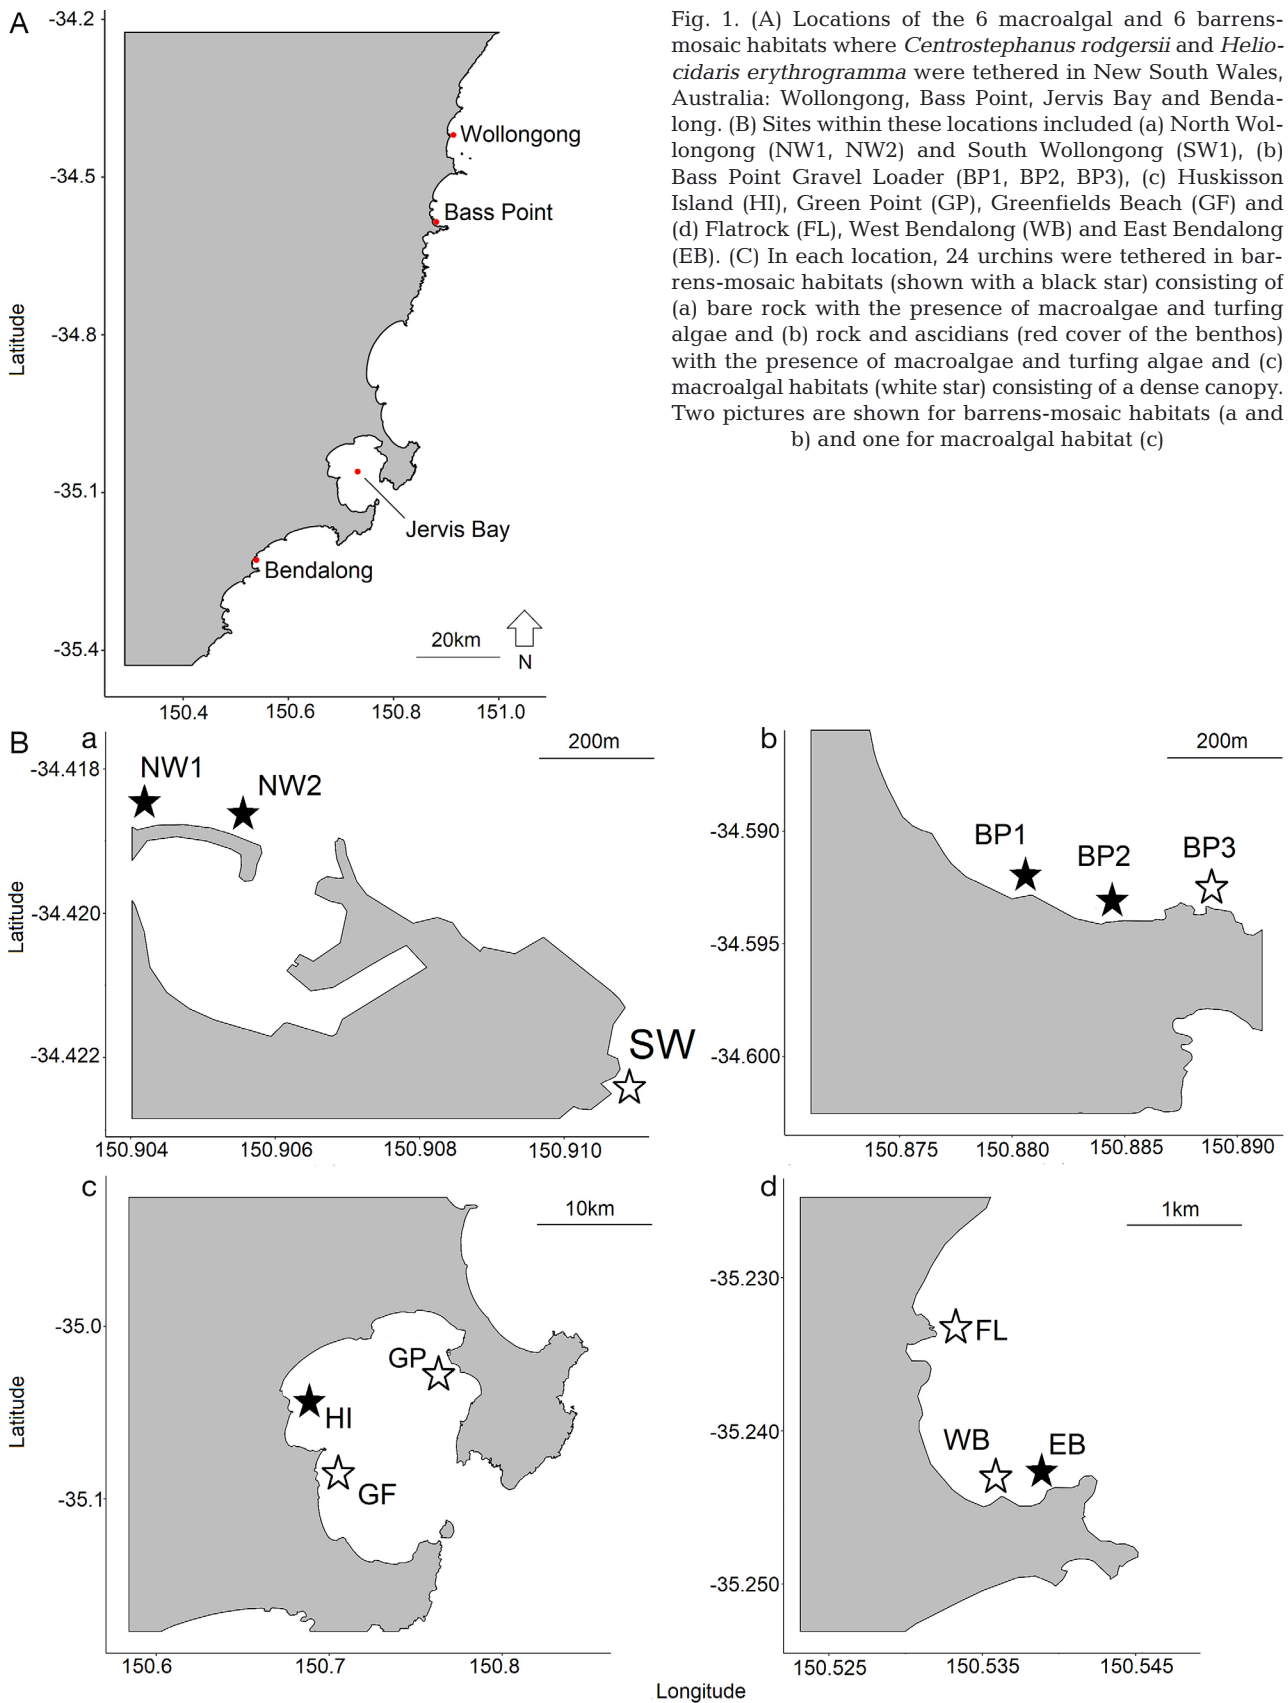 A
Fig. 1. (A) Locations of the 6 macroalgal and 6 barrens-
mosaic habitats where Centrostephanus rodgersii and Helio-
cidaris erythrogramma were tethered in New South Wales,
Australia: Wollongong, Bass Point, Jervis Bay and Benda-
long. (B) Sites within these locations included (a) North Wol-
longong (NW1, NW2) and South Wollongong (SW1), (b)
Bass Point Gravel Loader (BP1, BP2, BP3), (c) Huskisson
Island (HI), Green Point (GP), Greenfields Beach (GF) and
(d) Flatrock (FL), West Bendalong (WB) and East Bendalong
(EB). (C) In each location, 24 urchins were tethered in bar-
rens-mosaic habitats (shown with a black star) consisting of
(a) bare rock with the presence of macroalgae and turfing
algae and (b) rock and ascidians (red cover of the benthos)
with the presence of macroalgae and turfing algae and (c)
macroalgal habitats (white star) consisting of a dense canopy.
Two pictures are shown for barrens-mosaic habitats (a and
b) and one for macroalgal habitat (c)
-34.2
-34.5
-34.8
-35.1
-35.4
Latitude
Wollongong
Bass Point
Jervis Bay
Bendalong
20km
N
150.4 150.6 150.8 151.0
B a
200m
-34.418
-34.420
-34.422
Latitude
NW1
NW2
SW
150.904 150.906 150.908 150.910
b
200m
-34.590
-34.595
-34.600
BP1
BP2
BP3
150.875 150.880 150.885 150.890
c
10km
-35.0
-35.1
Latitude
GP
HI
GF
150.6 150.7 150.8
d
1km
-35.230
-35.240
-35.250
FL
WB
EB
150.525 150.535 150.545
Longitude